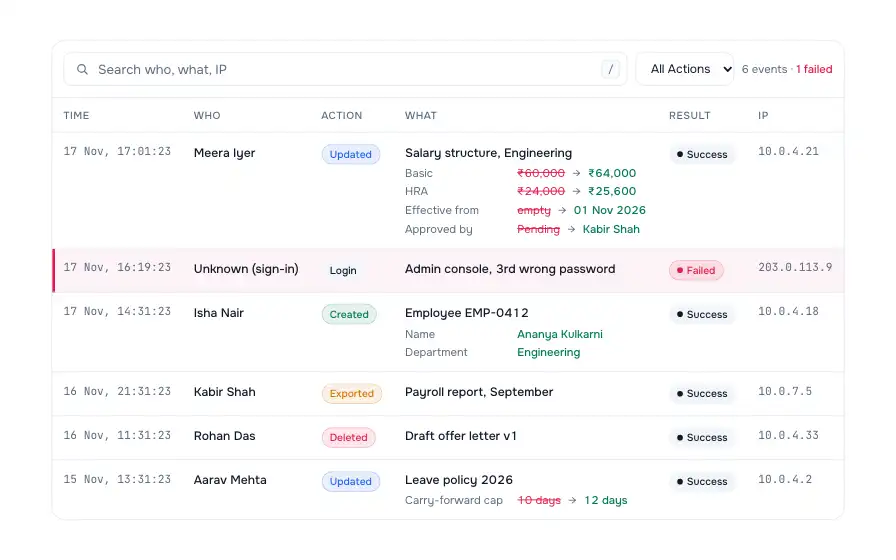 Search who, what, IP / All Actions 6 events · 1 failed
TIME WHO ACTION WHAT RESULT IP
17 Nov, 17:01:23 Meera Iyer Updated Salary structure, Engineering Success 10.0.4.21
Basic ₹60,000 → ₹64,000
HRA ₹24,000 → ₹25,600
Effective from empty → 01 Nov 2026
Approved by Pending → Kabir Shah
17 Nov, 16:19:23 Unknown (sign-in) Login Admin console, 3rd wrong password Failed 203.0.113.9
17 Nov, 14:31:23 Isha Nair Created Employee EMP-0412 Success 10.0.4.18
Name Ananya Kulkarni
Department Engineering
16 Nov, 21:31:23 Kabir Shah Exported Payroll report, September Success 10.0.7.5
16 Nov, 11:31:23 Rohan Das Deleted Draft offer letter v1 Success 10.0.4.33
15 Nov, 13:31:23 Aarav Mehta Updated Leave policy 2026 Success 10.0.4.2
Carry-forward cap 10 days → 12 days